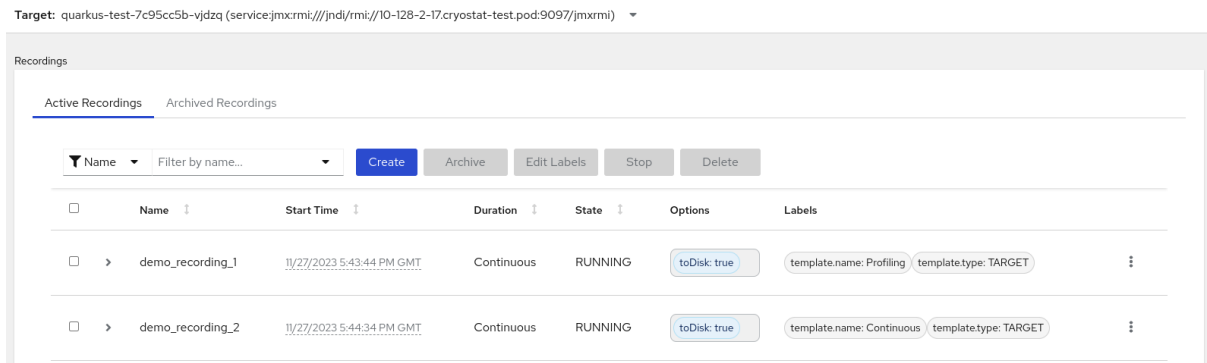 Target: quarkus-test-7c95cc5b-vjdzq (service:jmx:rmi:///jndi/rmi://10-128-2-17.cryostat-test.pod:9097/jmxrmi)
Recordings
Active Recordings Archived Recordings
Name Filter by name... Create Archive Edit Labels Stop Delete
Name Start Time Duration State Options Labels
demo_recording_1 11/27/2023 5:43:44 PM GMT Continuous RUNNING toDisk: true template.name: Profiling template.type: TARGET
demo_recording_2 11/27/2023 5:44:34 PM GMT Continuous RUNNING toDisk: true template.name: Continuous template.type: TARGET